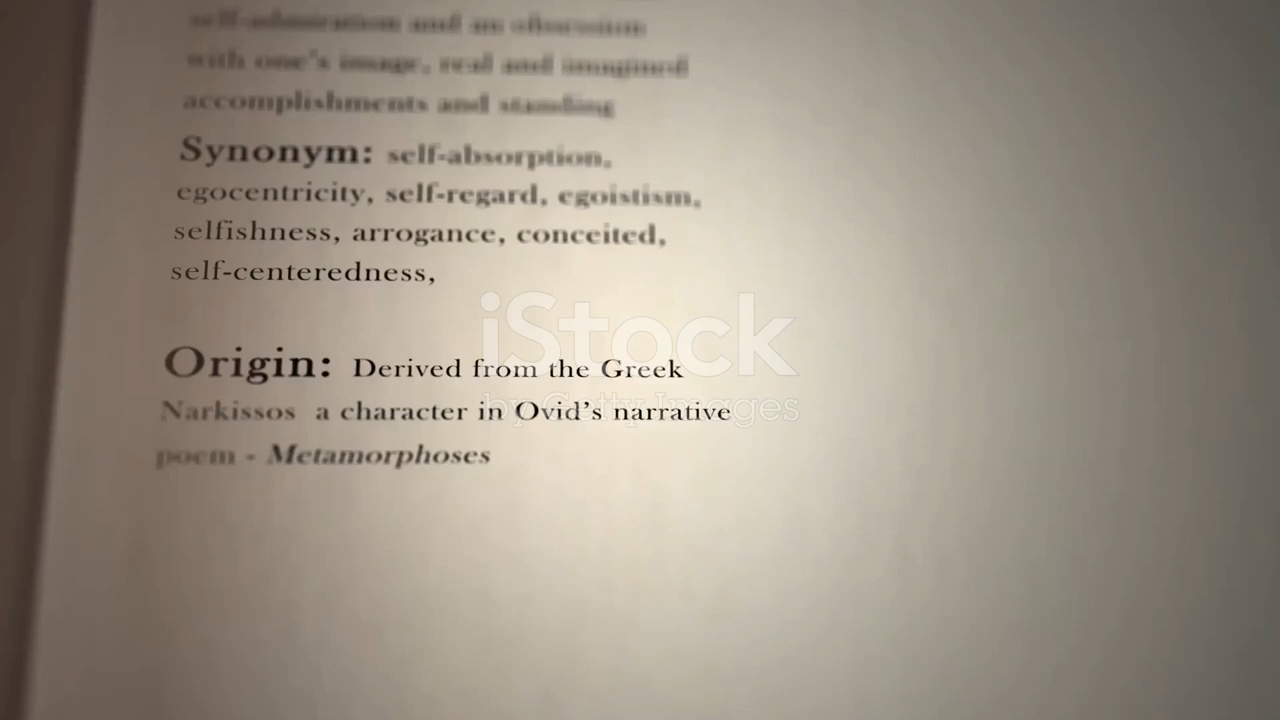 self-admiration and an obsession
with one's image, real and imagined
accomplishments and standing
Synonym: self-absorption,
egocentricity, self-regard, egoistism,
selfishness, arrogance, conceited,
self-centeredness,
Origin: Derived from the Greek
Narkissos a character in Ovid's narrative
poem - Metamorphoses
iStock
by Getty Images